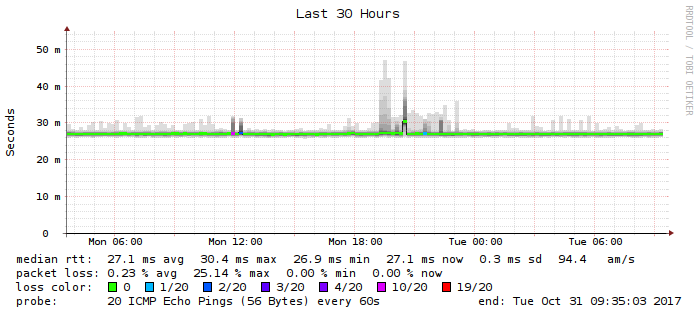 Last 30 Hours
RRDTOOL / TOBI OETIKER
Seconds
50 m
40 m
30 m
20 m
10 m
0
Mon 06:00 Mon 12:00 Mon 18:00 Tue 00:00 Tue 06:00
median rtt: 27.1 ms avg 30.4 ms max 26.9 ms min 27.1 ms now 0.3 ms sd 94.4 am/s
packet loss: 0.23 % avg 25.14 % max 0.00 % min 0.00 % now
loss color: 0 1/20 2/20 3/20 4/20 10/20 19/20
probe: 20 ICMP Echo Pings (56 Bytes) every 60s end: Tue Oct 31 09:35:03 2017